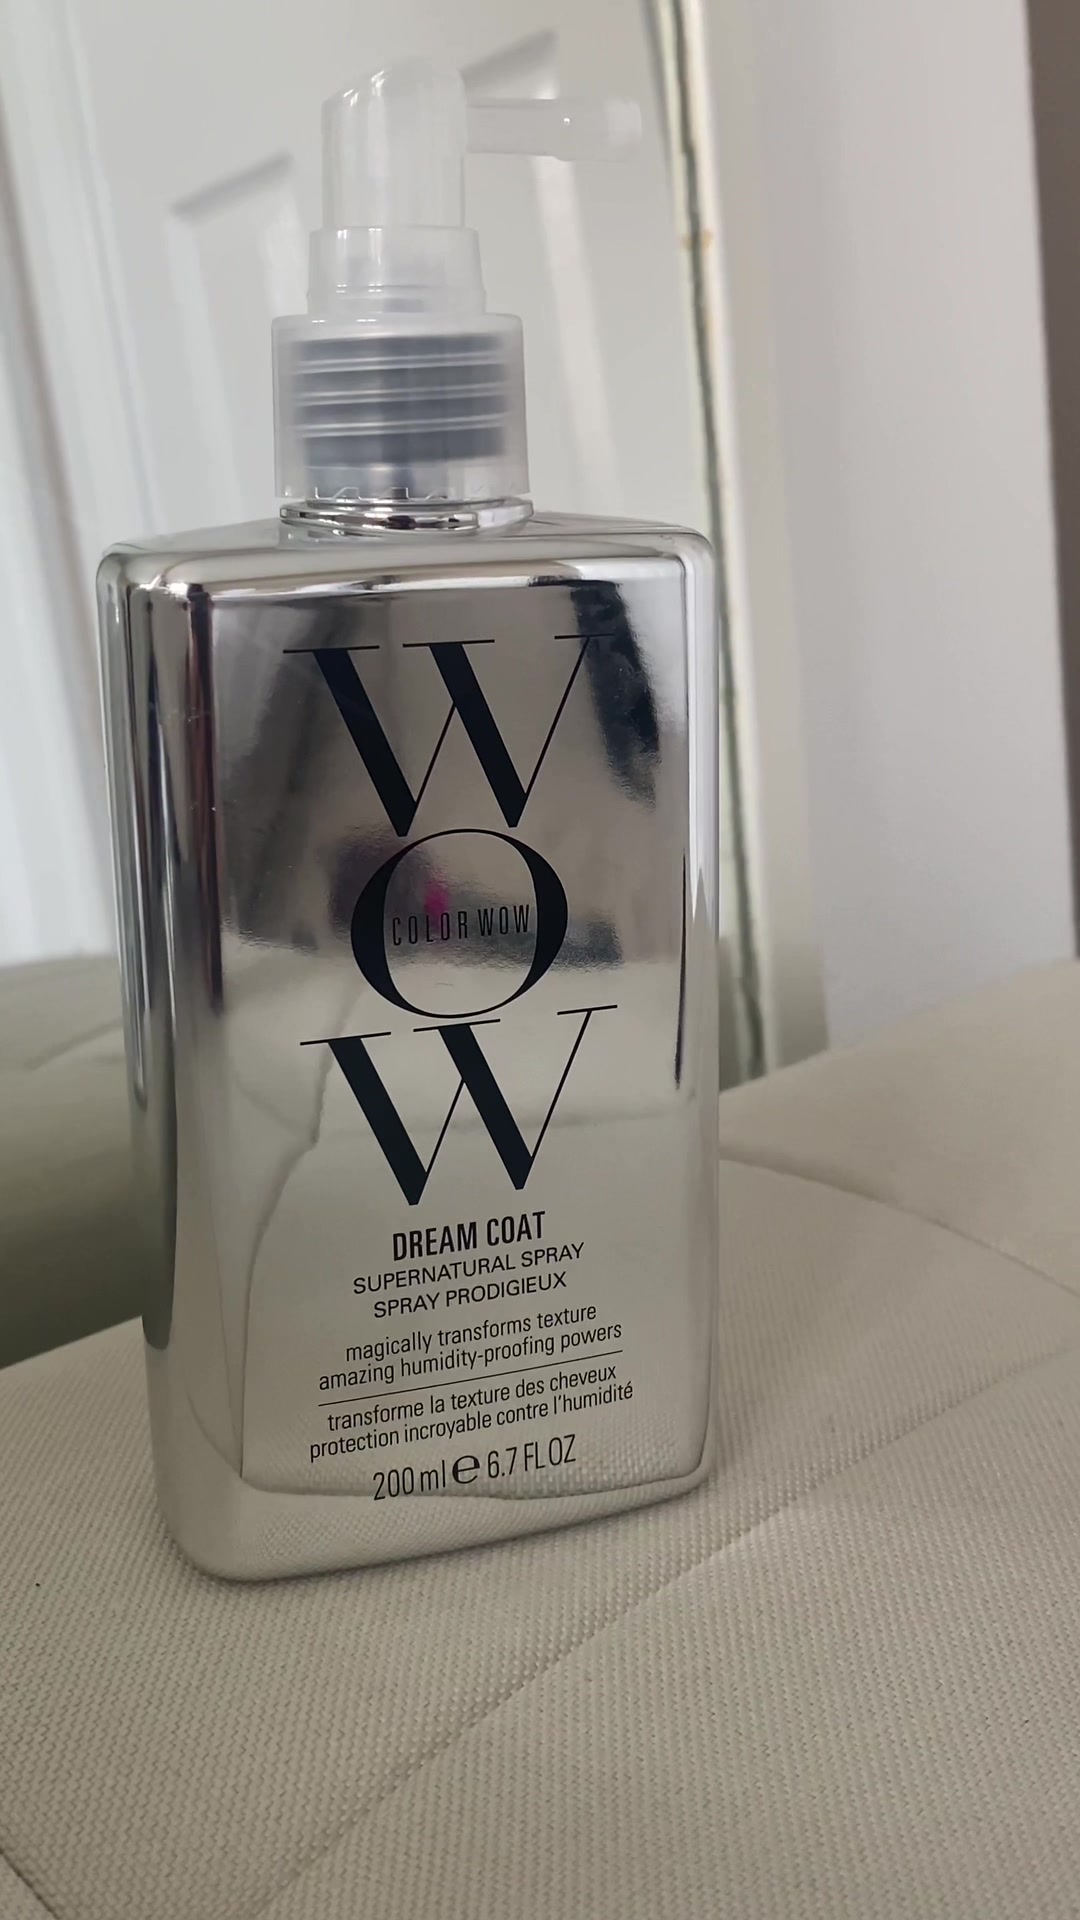 WOW
COLOR WOW
DREAM COAT
SUPERNATURAL SPRAY
SPRAY PRODIGIEUX
magically transforms texture
amazing humidity-proofing powers
transforme la texture des cheveux
protection incroyable contre l'humidité
200 ml ℮ 6.7 FL OZ